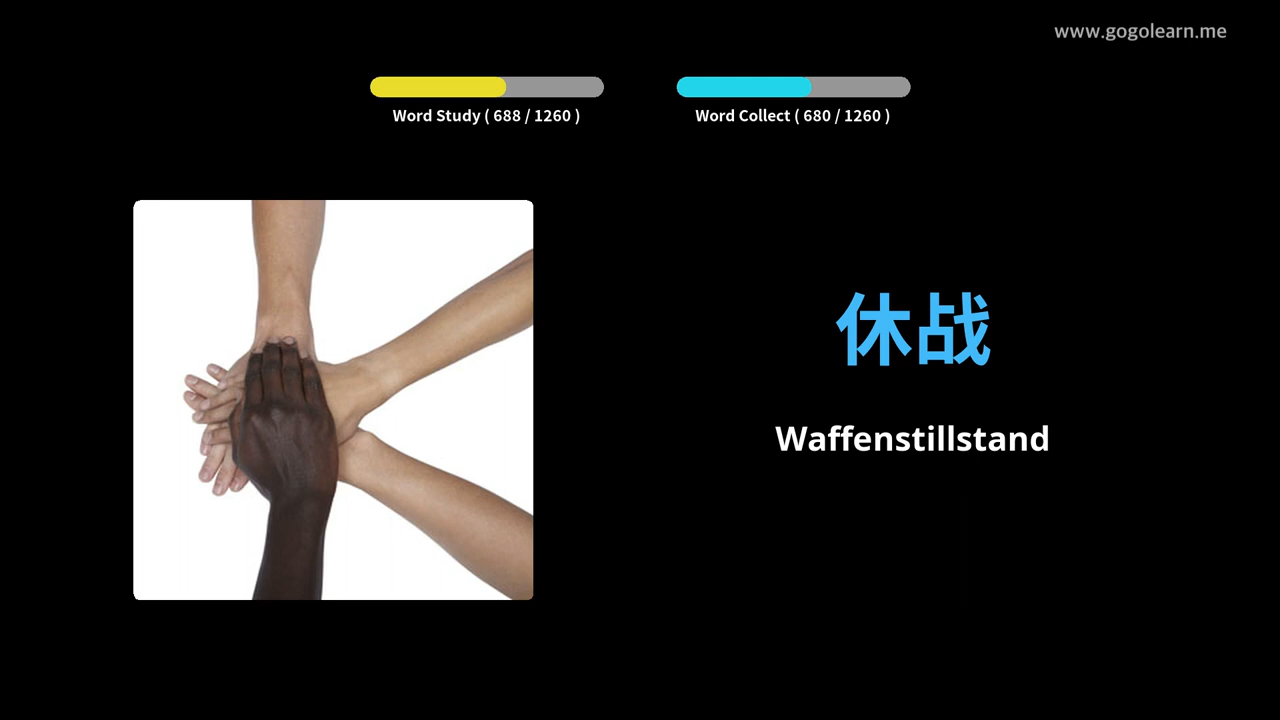 www.gogolearn.me
Word Study ( 688 / 1260 )
Word Collect ( 680 / 1260 )
休战
Waffenstillstand